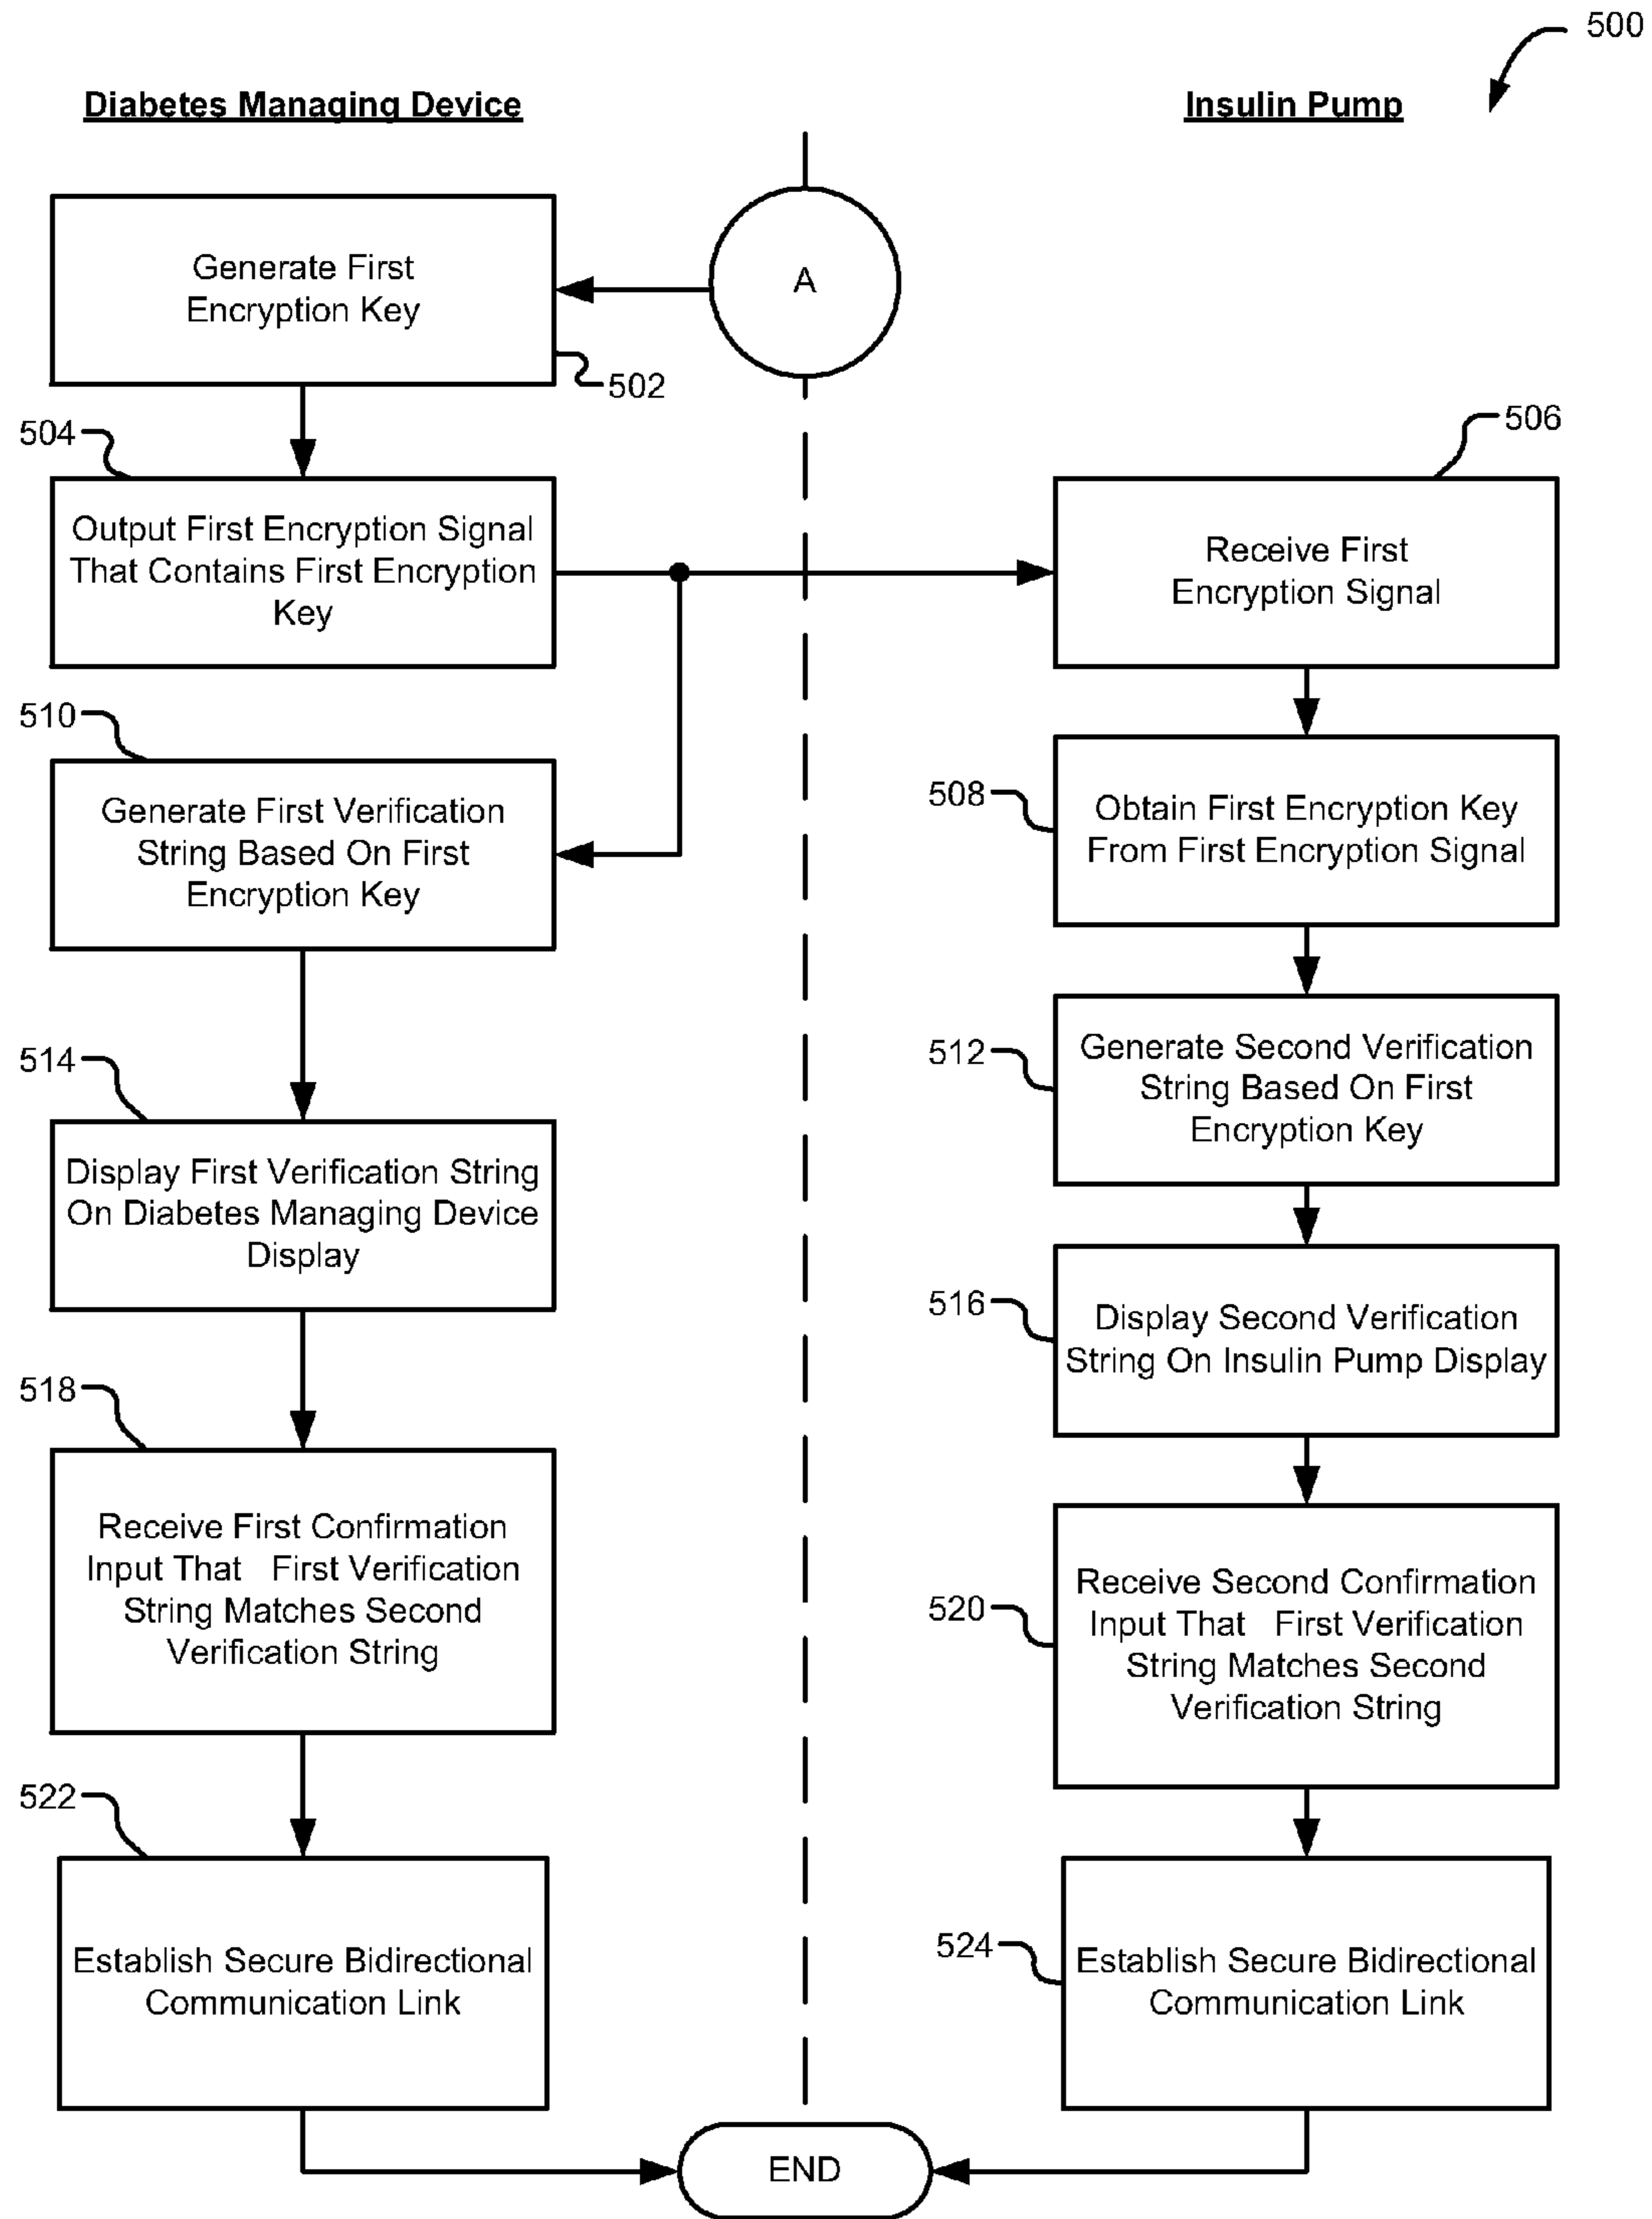 500
Diabetes Managing Device
Insulin Pump
A
Generate First
Encryption Key
502
504
Output First Encryption Signal
That Contains First Encryption
Key
506
Receive First
Encryption Signal
510
Generate First Verification
String Based On First
Encryption Key
508
Obtain First Encryption Key
From First Encryption Signal
512
Generate Second Verification
String Based On First
Encryption Key
514
Display First Verification String
On Diabetes Managing Device
Display
516
Display Second Verification
String On Insulin Pump Display
518
Receive First Confirmation
Input That First Verification
String Matches Second
Verification String
520
Receive Second Confirmation
Input That First Verification
String Matches Second
Verification String
522
Establish Secure Bidirectional
Communication Link
524
Establish Secure Bidirectional
Communication Link
END